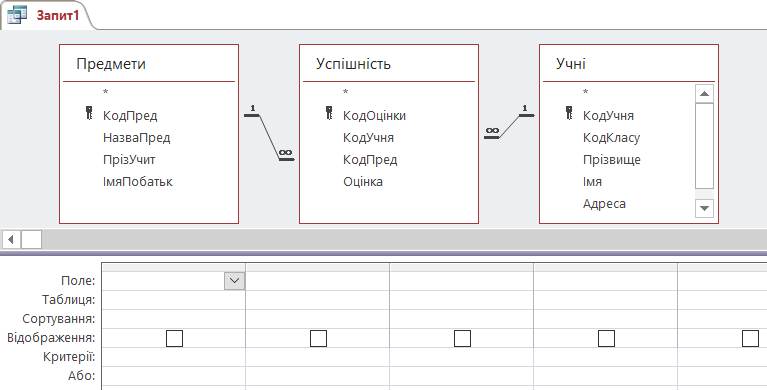 Запит1
Предмети
*
КодПред
НазваПред
ПрізУчит
ІмяПобатьк
1
∞
Успішність
*
КодОцінки
КодУчня
КодПред
Оцінка
∞
1
Учні
*
КодУчня
КодКласу
Прізвище
Імя
Адреса
Поле:
Таблиця:
Сортування:
Відображення:
Критерії:
Або: